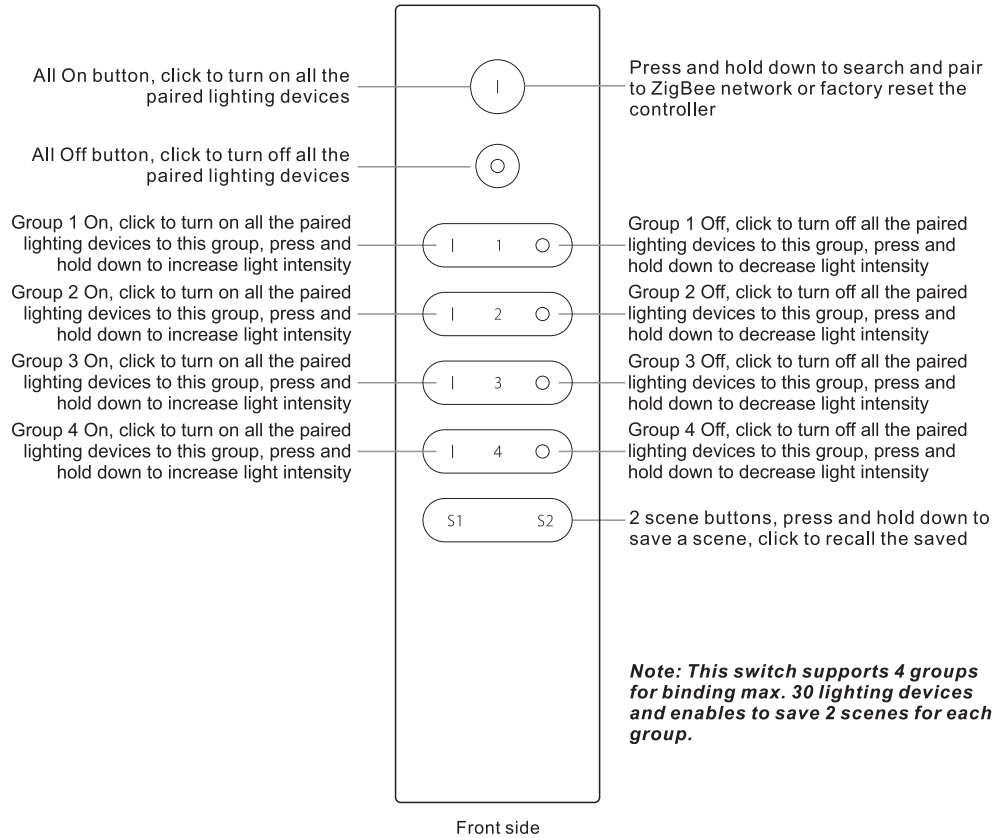 All On button, click to turn on all the
paired lighting devices
I
Press and hold down to search and pair
to ZigBee network or factory reset the
controller
All Off button, click to turn off all the
paired lighting devices
O
Group 1 On, click to turn on all the paired
lighting devices to this group, press and
hold down to increase light intensity
I 1 O
Group 1 Off, click to turn off all the paired
lighting devices to this group, press and
hold down to decrease light intensity
Group 2 On, click to turn on all the paired
lighting devices to this group, press and
hold down to increase light intensity
I 2 O
Group 2 Off, click to turn off all the paired
lighting devices to this group, press and
hold down to decrease light intensity
Group 3 On, click to turn on all the paired
lighting devices to this group, press and
hold down to increase light intensity
I 3 O
Group 3 Off, click to turn off all the paired
lighting devices to this group, press and
hold down to decrease light intensity
Group 4 On, click to turn on all the paired
lighting devices to this group, press and
hold down to increase light intensity
I 4 O
Group 4 Off, click to turn off all the paired
lighting devices to this group, press and
hold down to decrease light intensity
S1 S2
2 scene buttons, press and hold down to
save a scene, click to recall the saved
Note: This switch supports 4 groups
for binding max. 30 lighting devices
and enables to save 2 scenes for each
group.
Front side